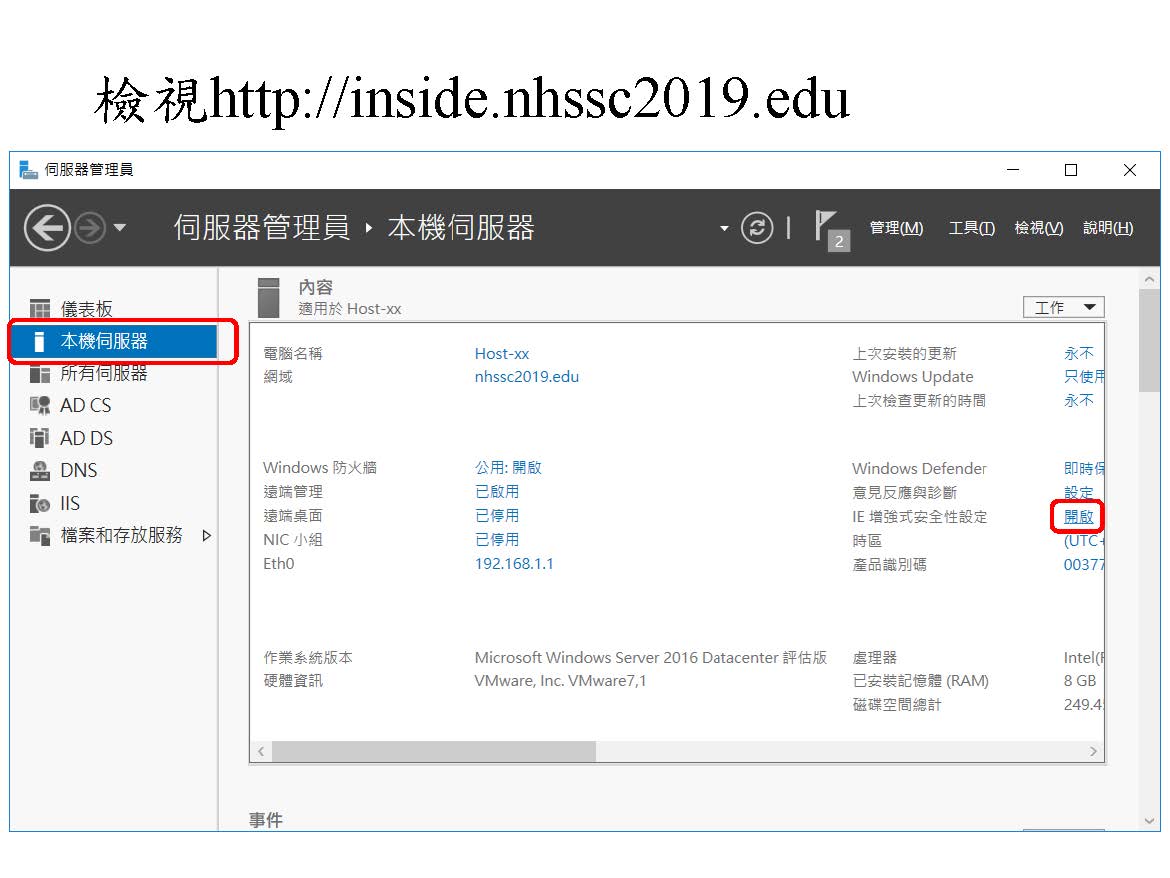 檢視http://inside.nhssc2019.edu
伺服器管理員
伺服器管理員 ‣ 本機伺服器
2
管理(M)
工具(T)
檢視(V)
說明(H)
儀表板
本機伺服器
所有伺服器
AD CS
AD DS
DNS
IIS
檔案和存放服務
內容
適用於 Host-xx
工作
電腦名稱 Host-xx
網域 nhssc2019.edu
上次安裝的更新 永不
Windows Update 只使用
上次檢查更新的時間 永不
Windows 防火牆 公用: 開啟
遠端管理 已啟用
遠端桌面 已停用
NIC 小組 已停用
Eth0 192.168.1.1
Windows Defender 即時保
意見反應與診斷 設定
IE 增強式安全性設定 開啟
時區 (UTC+
產品識別碼 00377
作業系統版本 Microsoft Windows Server 2016 Datacenter 評估版
硬體資訊 VMware, Inc. VMware7,1
處理器 Intel(R
已安裝記憶體 (RAM) 8 GB
磁碟空間總計 249.45
事件